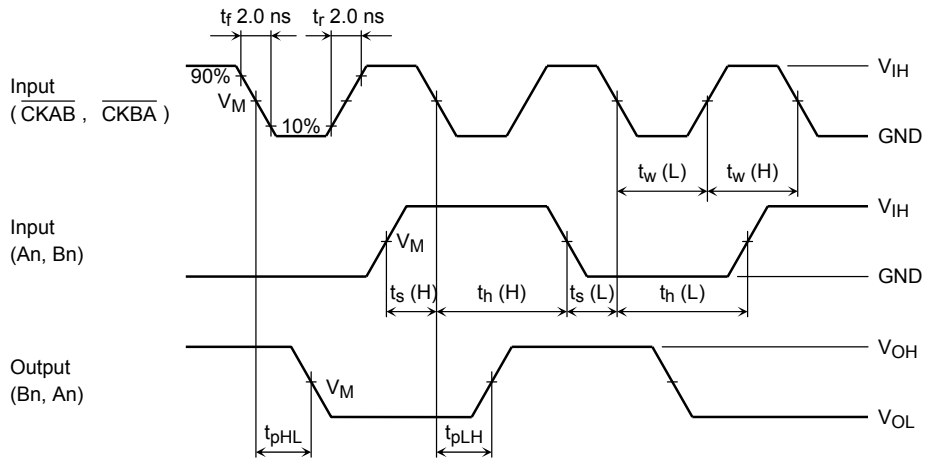 tf 2.0 ns
tr 2.0 ns
Input
( CKAB , CKBA )
90%
VM
10%
VIH
GND
tw (L)
tw (H)
Input
(An, Bn)
VM
VIH
GND
ts (H)
th (H)
ts (L)
th (L)
Output
(Bn, An)
VM
VOH
VOL
tpHL
tpLH